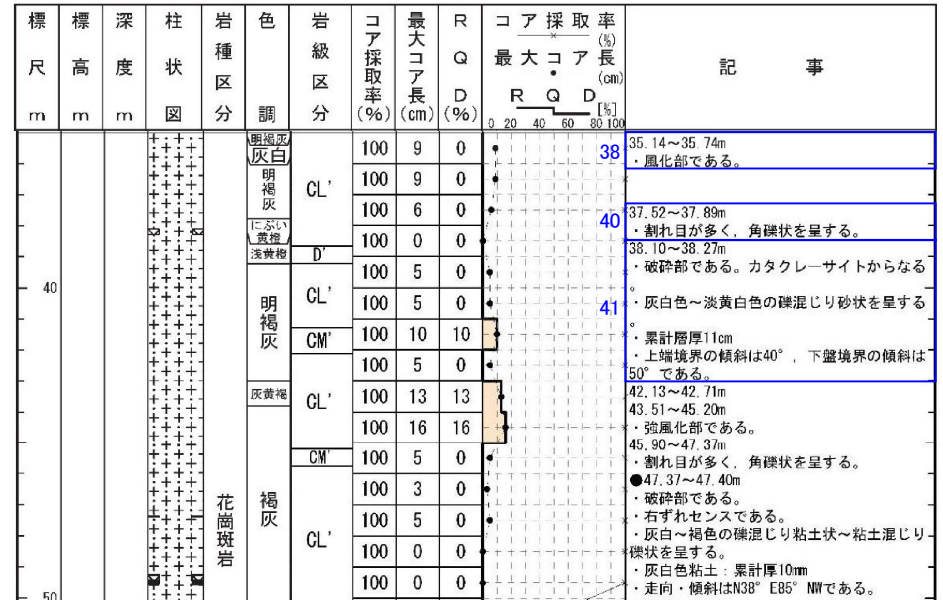 標尺m
標高m
深度m
柱状図
岩種区分
色調
岩級区分
コア採取率(%)
最大コア長(cm)
RQD(%)
コア採取率(%)
最大コア長(cm)
RQD[%]
0 20 40 60 80 100
記事
明褐灰
灰白
明褐灰
にぶい黄橙
浅黄橙
明褐灰
灰黄褐
褐灰
CL'
D'
CL'
CM'
CL'
CM'
CL'
花崗斑岩
40
50
100 9 0
100 9 0
100 6 0
100 0 0
100 5 0
100 5 0
100 10 10
100 5 0
100 13 13
100 16 16
100 5 0
100 3 0
100 5 0
100 0 0
100 0 0
38
40
41
35.14～35.74m
・風化部である。
37.52～37.89m
・割れ目が多く，角礫状を呈する。
38.10～38.27m
・破砕部である。カタクレーサイトからなる
。
・灰白色～淡黄白色の礫混じり砂状を呈する
。
・累計層厚11cm
・上端境界の傾斜は40°，下盤境界の傾斜は
50°である。
42.13～42.71m
43.51～45.20m
・強風化部である。
45.90～47.37m
・割れ目が多く，角礫状を呈する。
●47.37～47.40m
・破砕部である。
・右ずれセンスである。
・灰白～褐色の礫混じり粘土状～粘土混じり
礫状を呈する。
・灰白色粘土：累計厚10mm
・走向・傾斜はN38°E85°NWである。